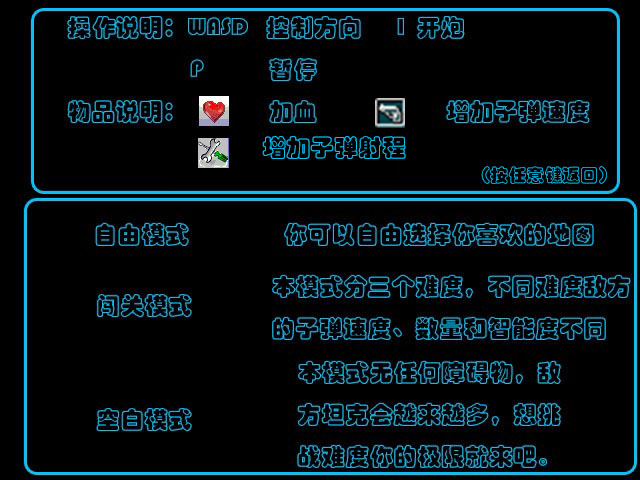 操作说明： WASD 控制方向 I 开炮
P 暂停
物品说明： 加血 增加子弹速度
增加子弹射程
(按任意键返回)
自由模式 你可以自由选择你喜欢的地图
本模式分三个难度，不同难度敌方
闯关模式
的子弹速度、数量和智能度不同
本模式无任何障碍物，敌
空白模式 方坦克会越来越多，想挑
战难度你的极限就来吧。